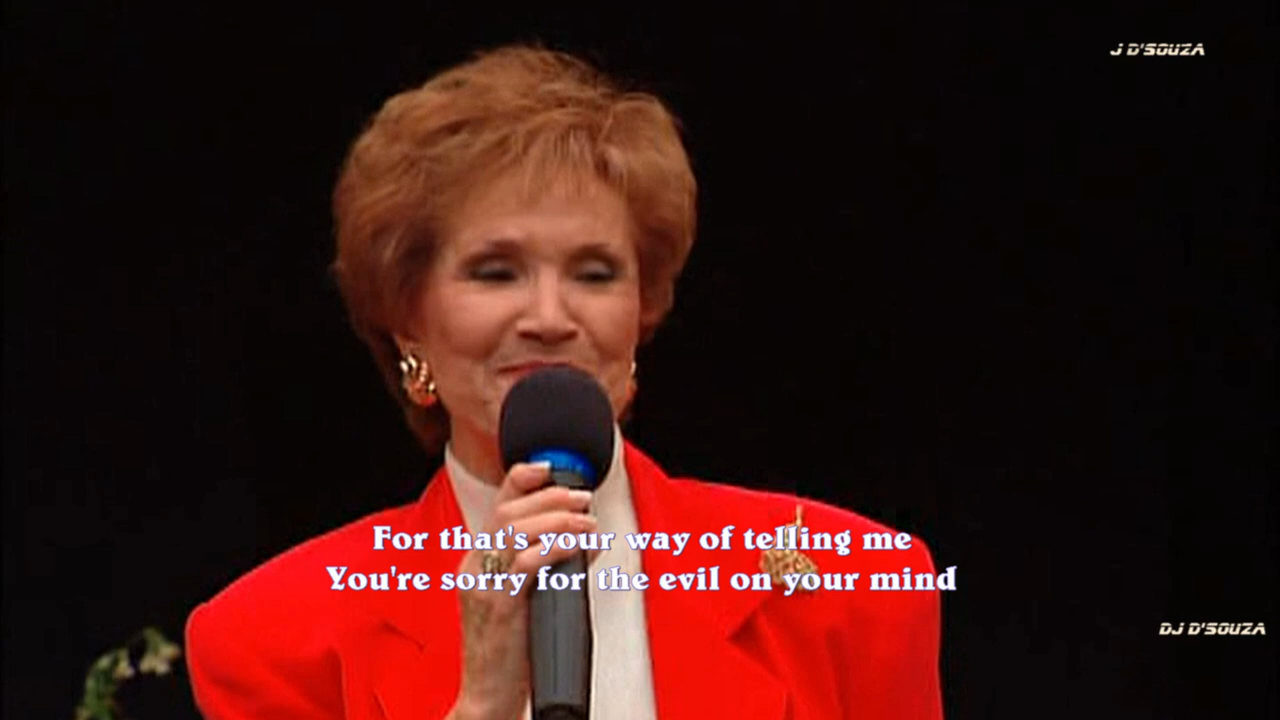 J D'SOUZA
For that's your way of telling me
You're sorry for the evil on your mind
DJ D'SOUZA